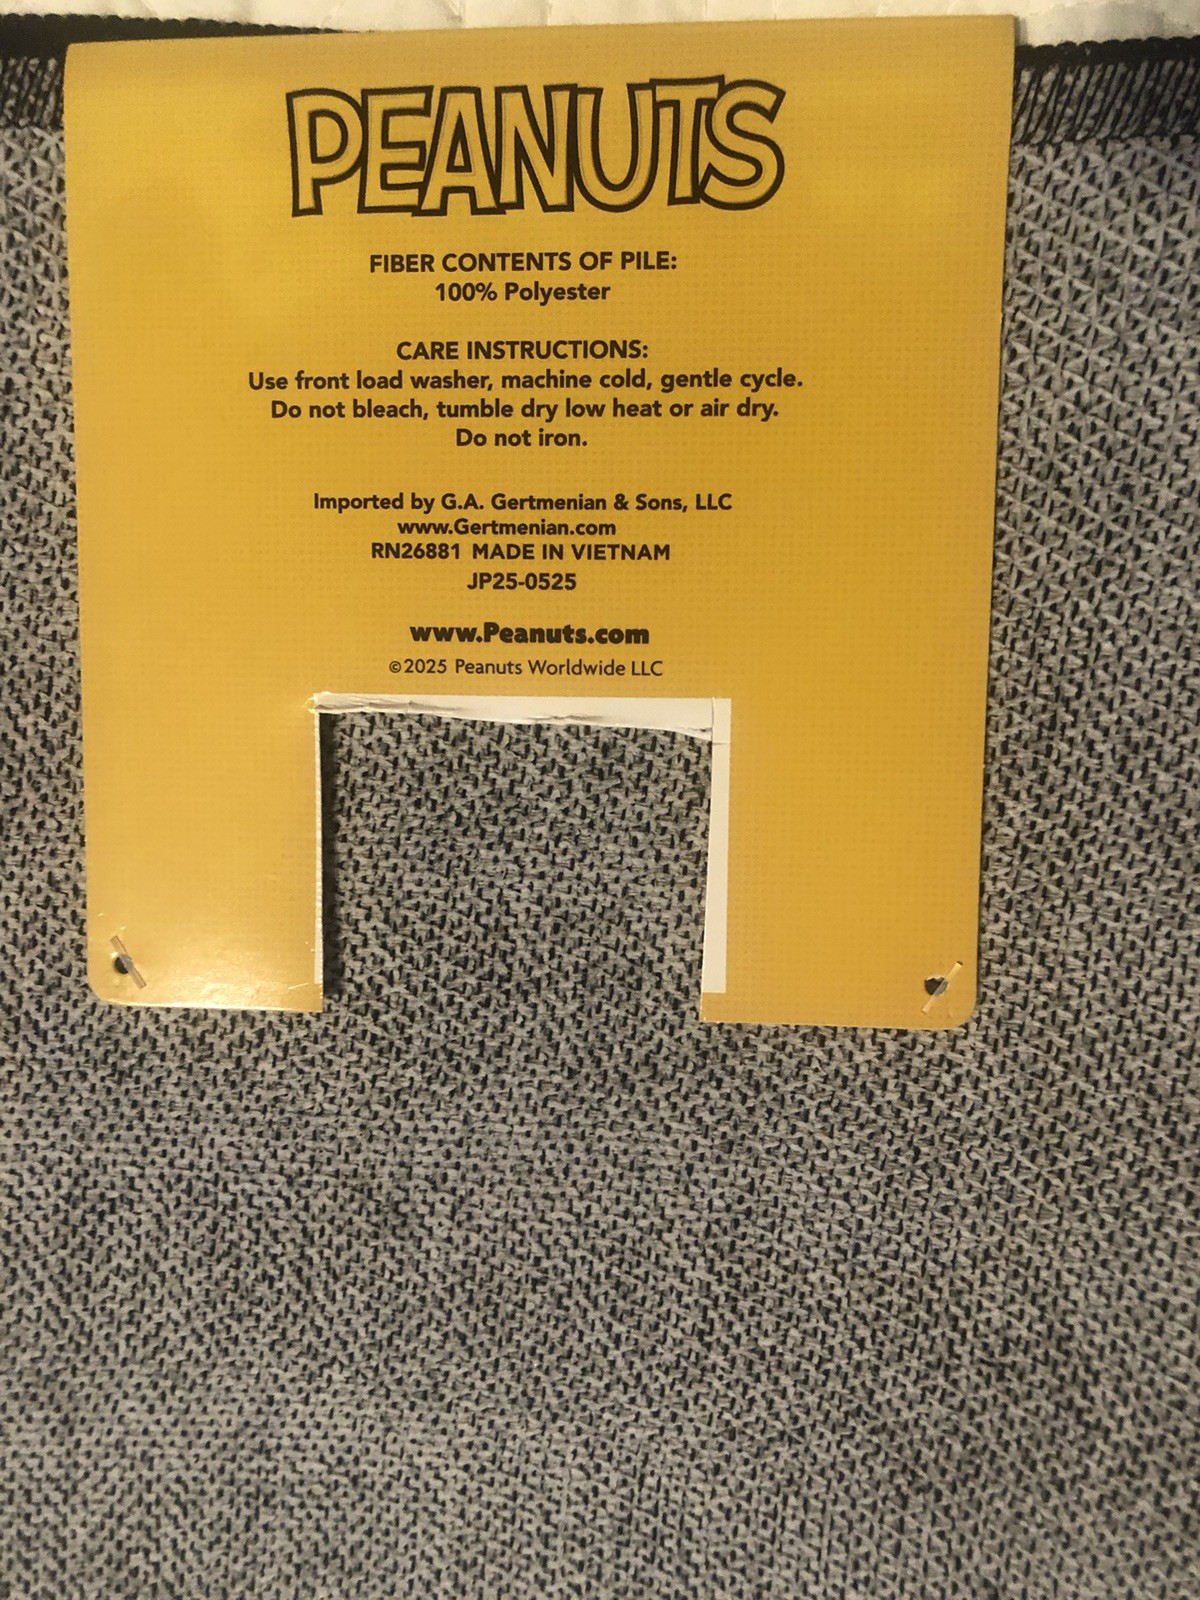 PEANUTS
FIBER CONTENTS OF PILE:
100% Polyester
CARE INSTRUCTIONS:
Use front load washer, machine cold, gentle cycle.
Do not bleach, tumble dry low heat or air dry.
Do not iron.
Imported by G.A. Gertmenian & Sons, LLC
www.Gertmenian.com
RN26881 MADE IN VIETNAM
JP25-0525
www.Peanuts.com
©2025 Peanuts Worldwide LLC